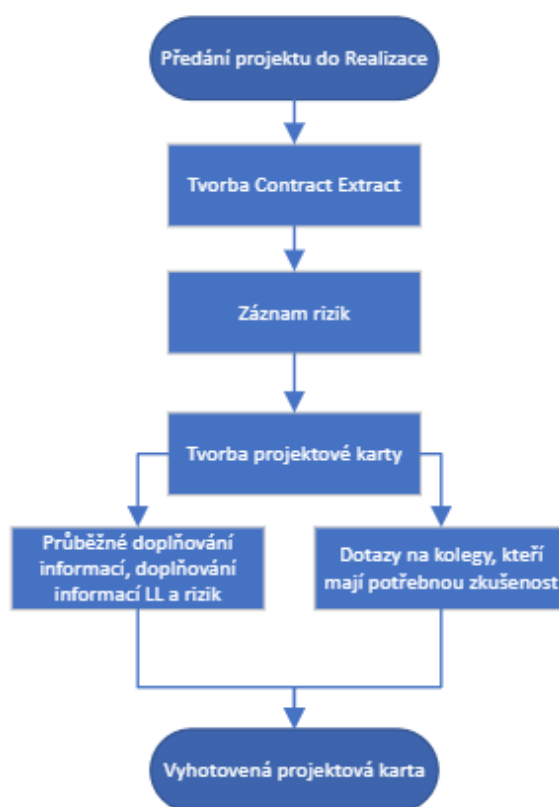 Předání projektu do Realizace
Tvorba Contract Extract
Záznam rizik
Tvorba projektové karty
Průběžné doplňování
informací, doplňování
informací LL a rizik
Dotazy na kolegy, kteří
mají potřebnou zkušenost
Vyhotovená projektová karta